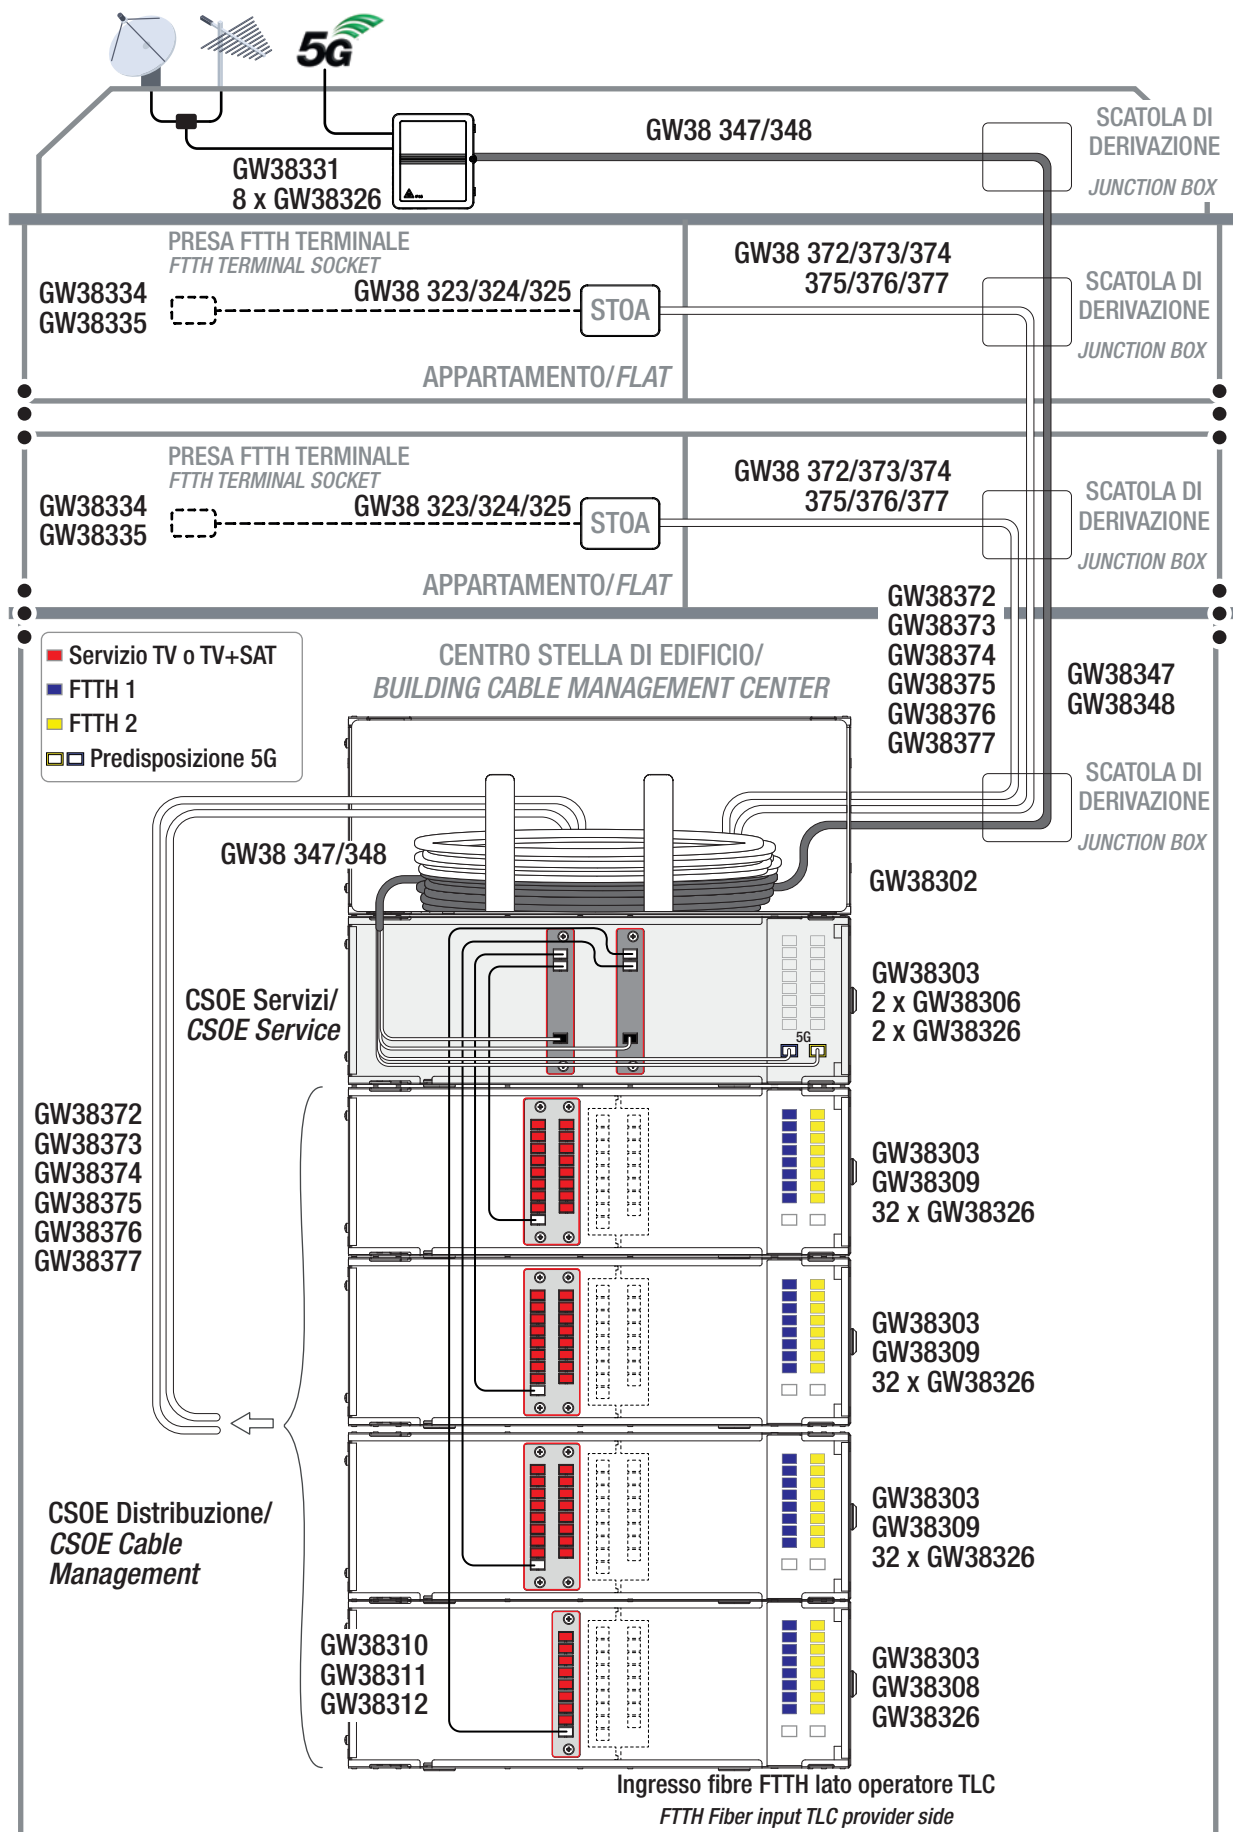 5G
GW38331
8 x GW38326
GW38 347/348
SCATOLA DI
DERIVAZIONE
JUNCTION BOX
PRESA FTTH TERMINALE
FTTH TERMINAL SOCKET
GW38334
GW38335
GW38 323/324/325
STOA
GW38 372/373/374
375/376/377
SCATOLA DI
DERIVAZIONE
JUNCTION BOX
APPARTAMENTO/FLAT
PRESA FTTH TERMINALE
FTTH TERMINAL SOCKET
GW38334
GW38335
GW38 323/324/325
STOA
GW38 372/373/374
375/376/377
SCATOLA DI
DERIVAZIONE
JUNCTION BOX
APPARTAMENTO/FLAT
Servizio TV o TV+SAT
FTTH 1
FTTH 2
Predisposizione 5G
CENTRO STELLA DI EDIFICIO/
BUILDING CABLE MANAGEMENT CENTER
GW38372
GW38373
GW38374
GW38375
GW38376
GW38377
GW38347
GW38348
SCATOLA DI
DERIVAZIONE
JUNCTION BOX
GW38 347/348
GW38302
CSOE Servizi/
CSOE Service
5G
GW38303
2 x GW38306
2 x GW38326
GW38372
GW38373
GW38374
GW38375
GW38376
GW38377
GW38303
GW38309
32 x GW38326
GW38303
GW38309
32 x GW38326
CSOE Distribuzione/
CSOE Cable
Management
GW38303
GW38309
32 x GW38326
GW38310
GW38311
GW38312
GW38303
GW38308
GW38326
Ingresso fibre FTTH lato operatore TLC
FTTH Fiber input TLC provider side